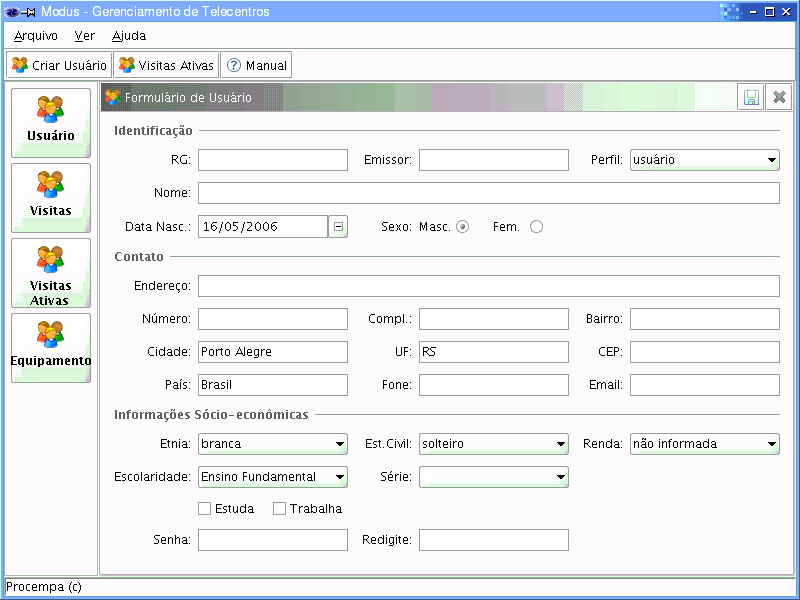 Modus - Gerenciamento de Telecentros
Arquivo Ver Ajuda
Criar Usuário Visitas Ativas Manual
Usuário
Visitas
Visitas
Ativas
Equipamento
Formulário de Usuário
Identificação
RG: Emissor: Perfil: usuário
Nome:
Data Nasc.: 16/05/2006 Sexo: Masc. Fem.
Contato
Endereço:
Número: Compl.: Bairro:
Cidade: Porto Alegre UF: RS CEP:
País: Brasil Fone: Email:
Informações Sócio-econômicas
Etnia: branca Est.Civil: solteiro Renda: não informada
Escolaridade: Ensino Fundamental Série:
Estuda Trabalha
Senha: Redigite:
Procempa (c)